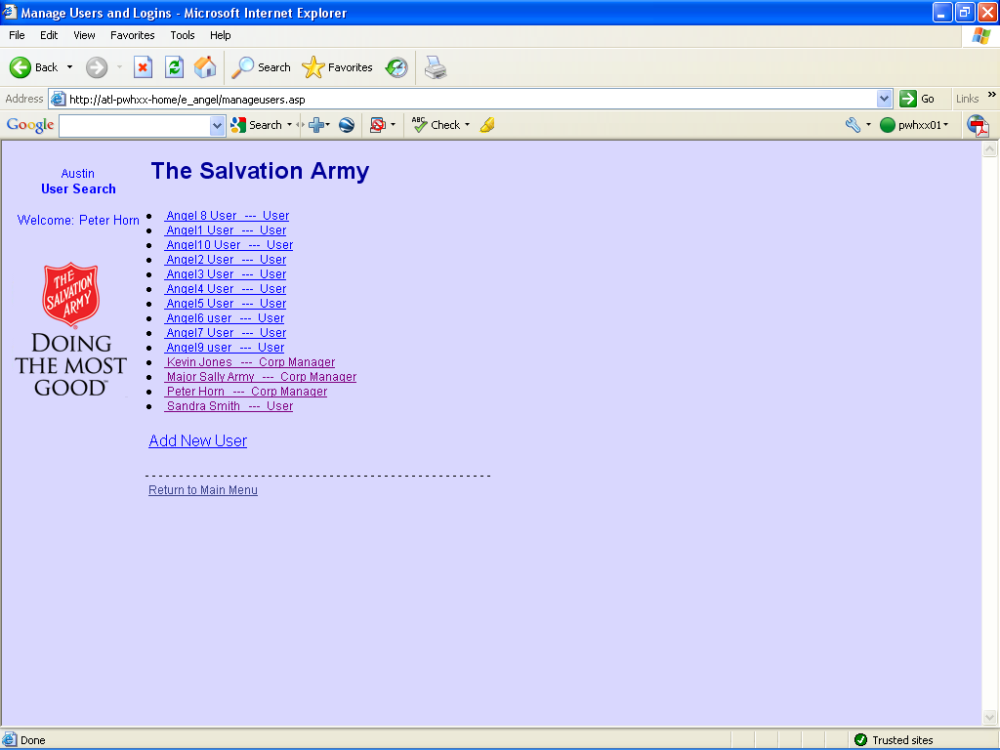 Manage Users and Logins - Microsoft Internet Explorer
File Edit View Favorites Tools Help
Back Search Favorites
Address http://atl-pwhxx-home/e_angel/manageusers.asp Go Links »
Google Search ABC Check pwhxx01
Austin
User Search
Welcome: Peter Horn
THE SALVATION ARMY
DOING THE MOST GOOD™
The Salvation Army
Angel 8 User --- User
Angel1 User --- User
Angel10 User --- User
Angel2 User --- User
Angel3 User --- User
Angel4 User --- User
Angel5 User --- User
Angel6 user --- User
Angel7 User --- User
Angel9 user --- User
Kevin Jones --- Corp Manager
Major Sally Army --- Corp Manager
Peter Horn --- Corp Manager
Sandra Smith --- User
Add New User
Return to Main Menu
Done Trusted sites